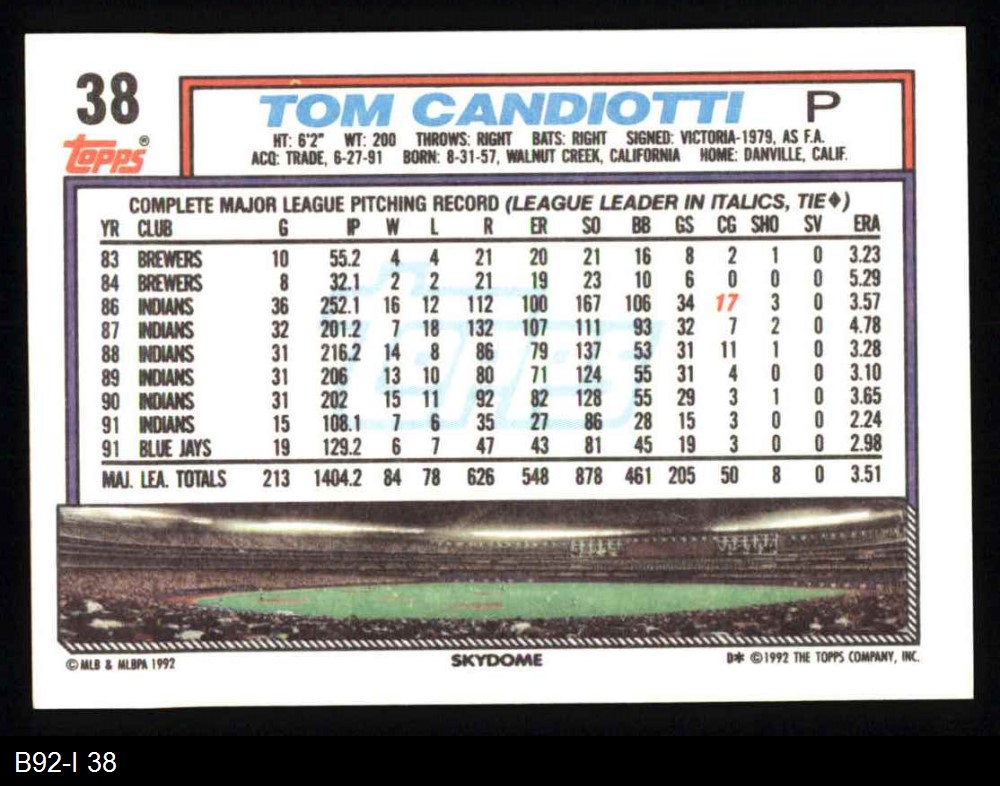 38
Topps®
TOM CANDIOTTI P
HT: 6'2" WT: 200 THROWS: RIGHT BATS: RIGHT SIGNED: VICTORIA-1979, AS F.A.
ACQ: TRADE, 6-27-91 BORN: 8-31-57, WALNUT CREEK, CALIFORNIA HOME: DANVILLE, CALIF.
COMPLETE MAJOR LEAGUE PITCHING RECORD (LEAGUE LEADER IN ITALICS, TIE♦)
YR CLUB G IP W L R ER SO BB GS CG SHO SV ERA
83 BREWERS 10 55.2 4 4 21 20 21 16 8 2 1 0 3.23
84 BREWERS 8 32.1 2 2 21 19 23 10 6 0 0 0 5.29
86 INDIANS 36 252.1 16 12 112 100 167 106 34 17 3 0 3.57
87 INDIANS 32 201.2 7 18 132 107 111 93 32 7 2 0 4.78
88 INDIANS 31 216.2 14 8 86 79 137 53 31 11 1 0 3.28
89 INDIANS 31 206 13 10 80 71 124 55 31 4 0 0 3.10
90 INDIANS 31 202 15 11 92 82 128 55 29 3 1 0 3.65
91 INDIANS 15 108.1 7 6 35 27 86 28 15 3 0 0 2.24
91 BLUE JAYS 19 129.2 6 7 47 43 81 45 19 3 0 0 2.98
MAJ. LEA. TOTALS 213 1404.2 84 78 626 548 878 461 205 50 8 0 3.51
Topps
© MLB & MLBPA 1992 SKYDOME D* ©1992 THE TOPPS COMPANY, INC.
B92-I 38